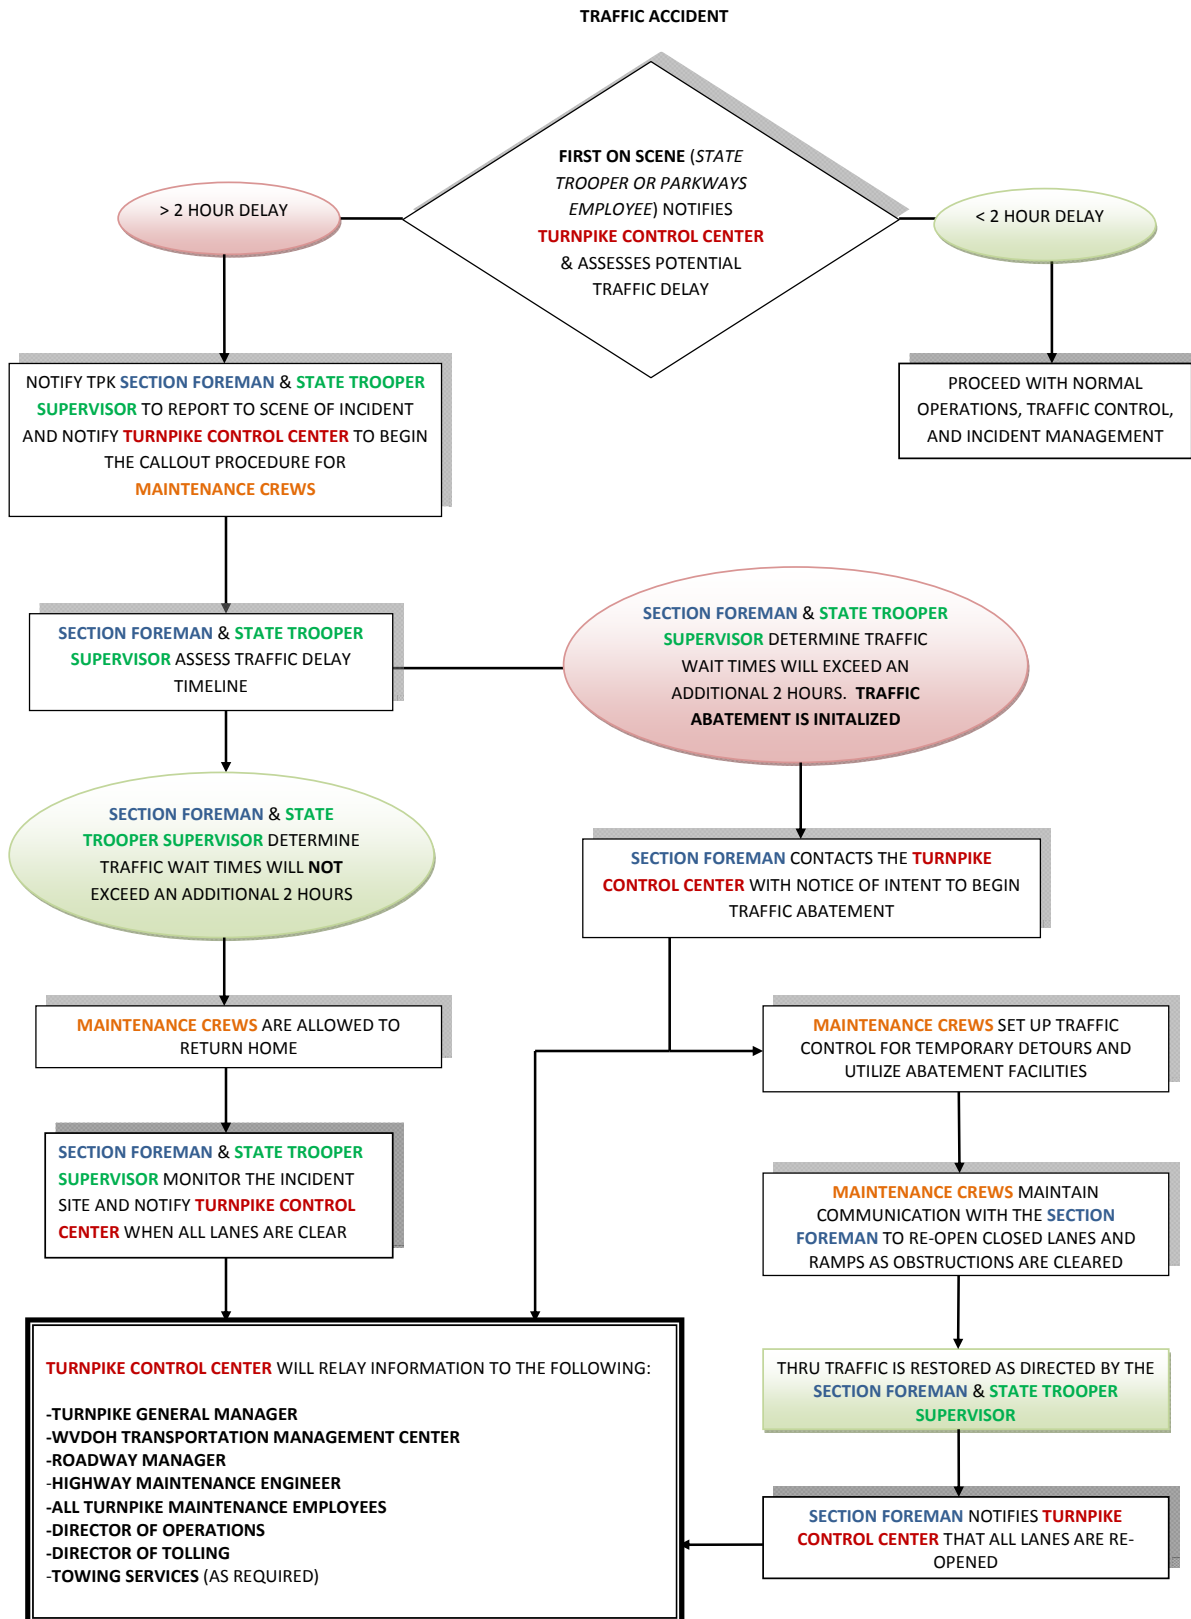 TRAFFIC ACCIDENT
FIRST ON SCENE (STATE
TROOPER OR PARKWAYS
EMPLOYEE) NOTIFIES
TURNPIKE CONTROL CENTER
& ASSESSES POTENTIAL
TRAFFIC DELAY
> 2 HOUR DELAY
< 2 HOUR DELAY
NOTIFY TPK SECTION FOREMAN & STATE TROOPER
SUPERVISOR TO REPORT TO SCENE OF INCIDENT
AND NOTIFY TURNPIKE CONTROL CENTER TO BEGIN
THE CALLOUT PROCEDURE FOR
MAINTENANCE CREWS
PROCEED WITH NORMAL
OPERATIONS, TRAFFIC CONTROL,
AND INCIDENT MANAGEMENT
SECTION FOREMAN & STATE TROOPER
SUPERVISOR ASSESS TRAFFIC DELAY
TIMELINE
SECTION FOREMAN & STATE TROOPER
SUPERVISOR DETERMINE TRAFFIC
WAIT TIMES WILL EXCEED AN
ADDITIONAL 2 HOURS. TRAFFIC
ABATEMENT IS INITALIZED
SECTION FOREMAN & STATE
TROOPER SUPERVISOR DETERMINE
TRAFFIC WAIT TIMES WILL NOT
EXCEED AN ADDITIONAL 2 HOURS
SECTION FOREMAN CONTACTS THE TURNPIKE
CONTROL CENTER WITH NOTICE OF INTENT TO BEGIN
TRAFFIC ABATEMENT
MAINTENANCE CREWS ARE ALLOWED TO
RETURN HOME
MAINTENANCE CREWS SET UP TRAFFIC
CONTROL FOR TEMPORARY DETOURS AND
UTILIZE ABATEMENT FACILITIES
SECTION FOREMAN & STATE TROOPER
SUPERVISOR MONITOR THE INCIDENT
SITE AND NOTIFY TURNPIKE CONTROL
CENTER WHEN ALL LANES ARE CLEAR
MAINTENANCE CREWS MAINTAIN
COMMUNICATION WITH THE SECTION
FOREMAN TO RE-OPEN CLOSED LANES AND
RAMPS AS OBSTRUCTIONS ARE CLEARED
TURNPIKE CONTROL CENTER WILL RELAY INFORMATION TO THE FOLLOWING:
-TURNPIKE GENERAL MANAGER
-WVDOH TRANSPORTATION MANAGEMENT CENTER
-ROADWAY MANAGER
-HIGHWAY MAINTENANCE ENGINEER
-ALL TURNPIKE MAINTENANCE EMPLOYEES
-DIRECTOR OF OPERATIONS
-DIRECTOR OF TOLLING
-TOWING SERVICES (AS REQUIRED)
THRU TRAFFIC IS RESTORED AS DIRECTED BY THE
SECTION FOREMAN & STATE TROOPER
SUPERVISOR
SECTION FOREMAN NOTIFIES TURNPIKE
CONTROL CENTER THAT ALL LANES ARE RE-
OPENED